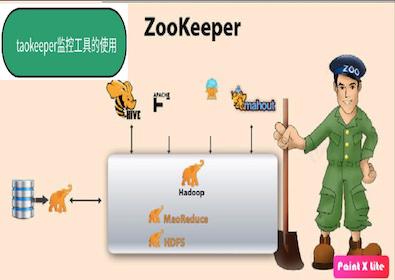 taokeeper监控工具的使用
ZooKeeper
HIVE
APACHE
mahout
ZOO
Hadoop
MaoReduce
HDFS
Paint X Lite